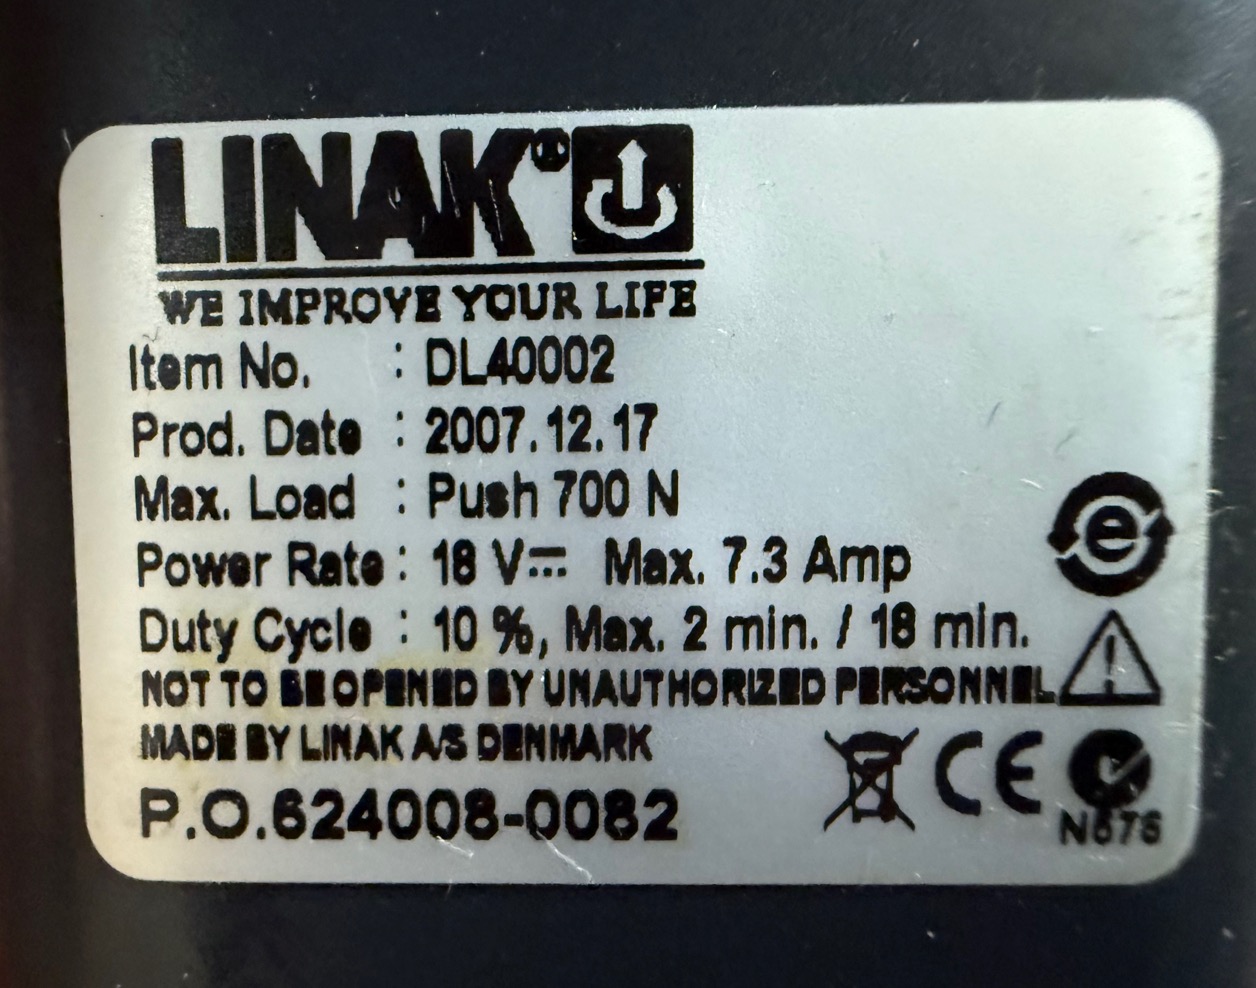 LINAK®
WE IMPROVE YOUR LIFE
Item No. : DL40002
Prod. Date : 2007.12.17
Max. Load : Push 700 N
Power Rate : 18 V⎓ Max. 7.3 Amp
e
Duty Cycle : 10 %, Max. 2 min. / 18 min.
NOT TO BE OPENED BY UNAUTHORIZED PERSONNEL
MADE BY LINAK A/S DENMARK
P.O.624008-0082
CE
N676